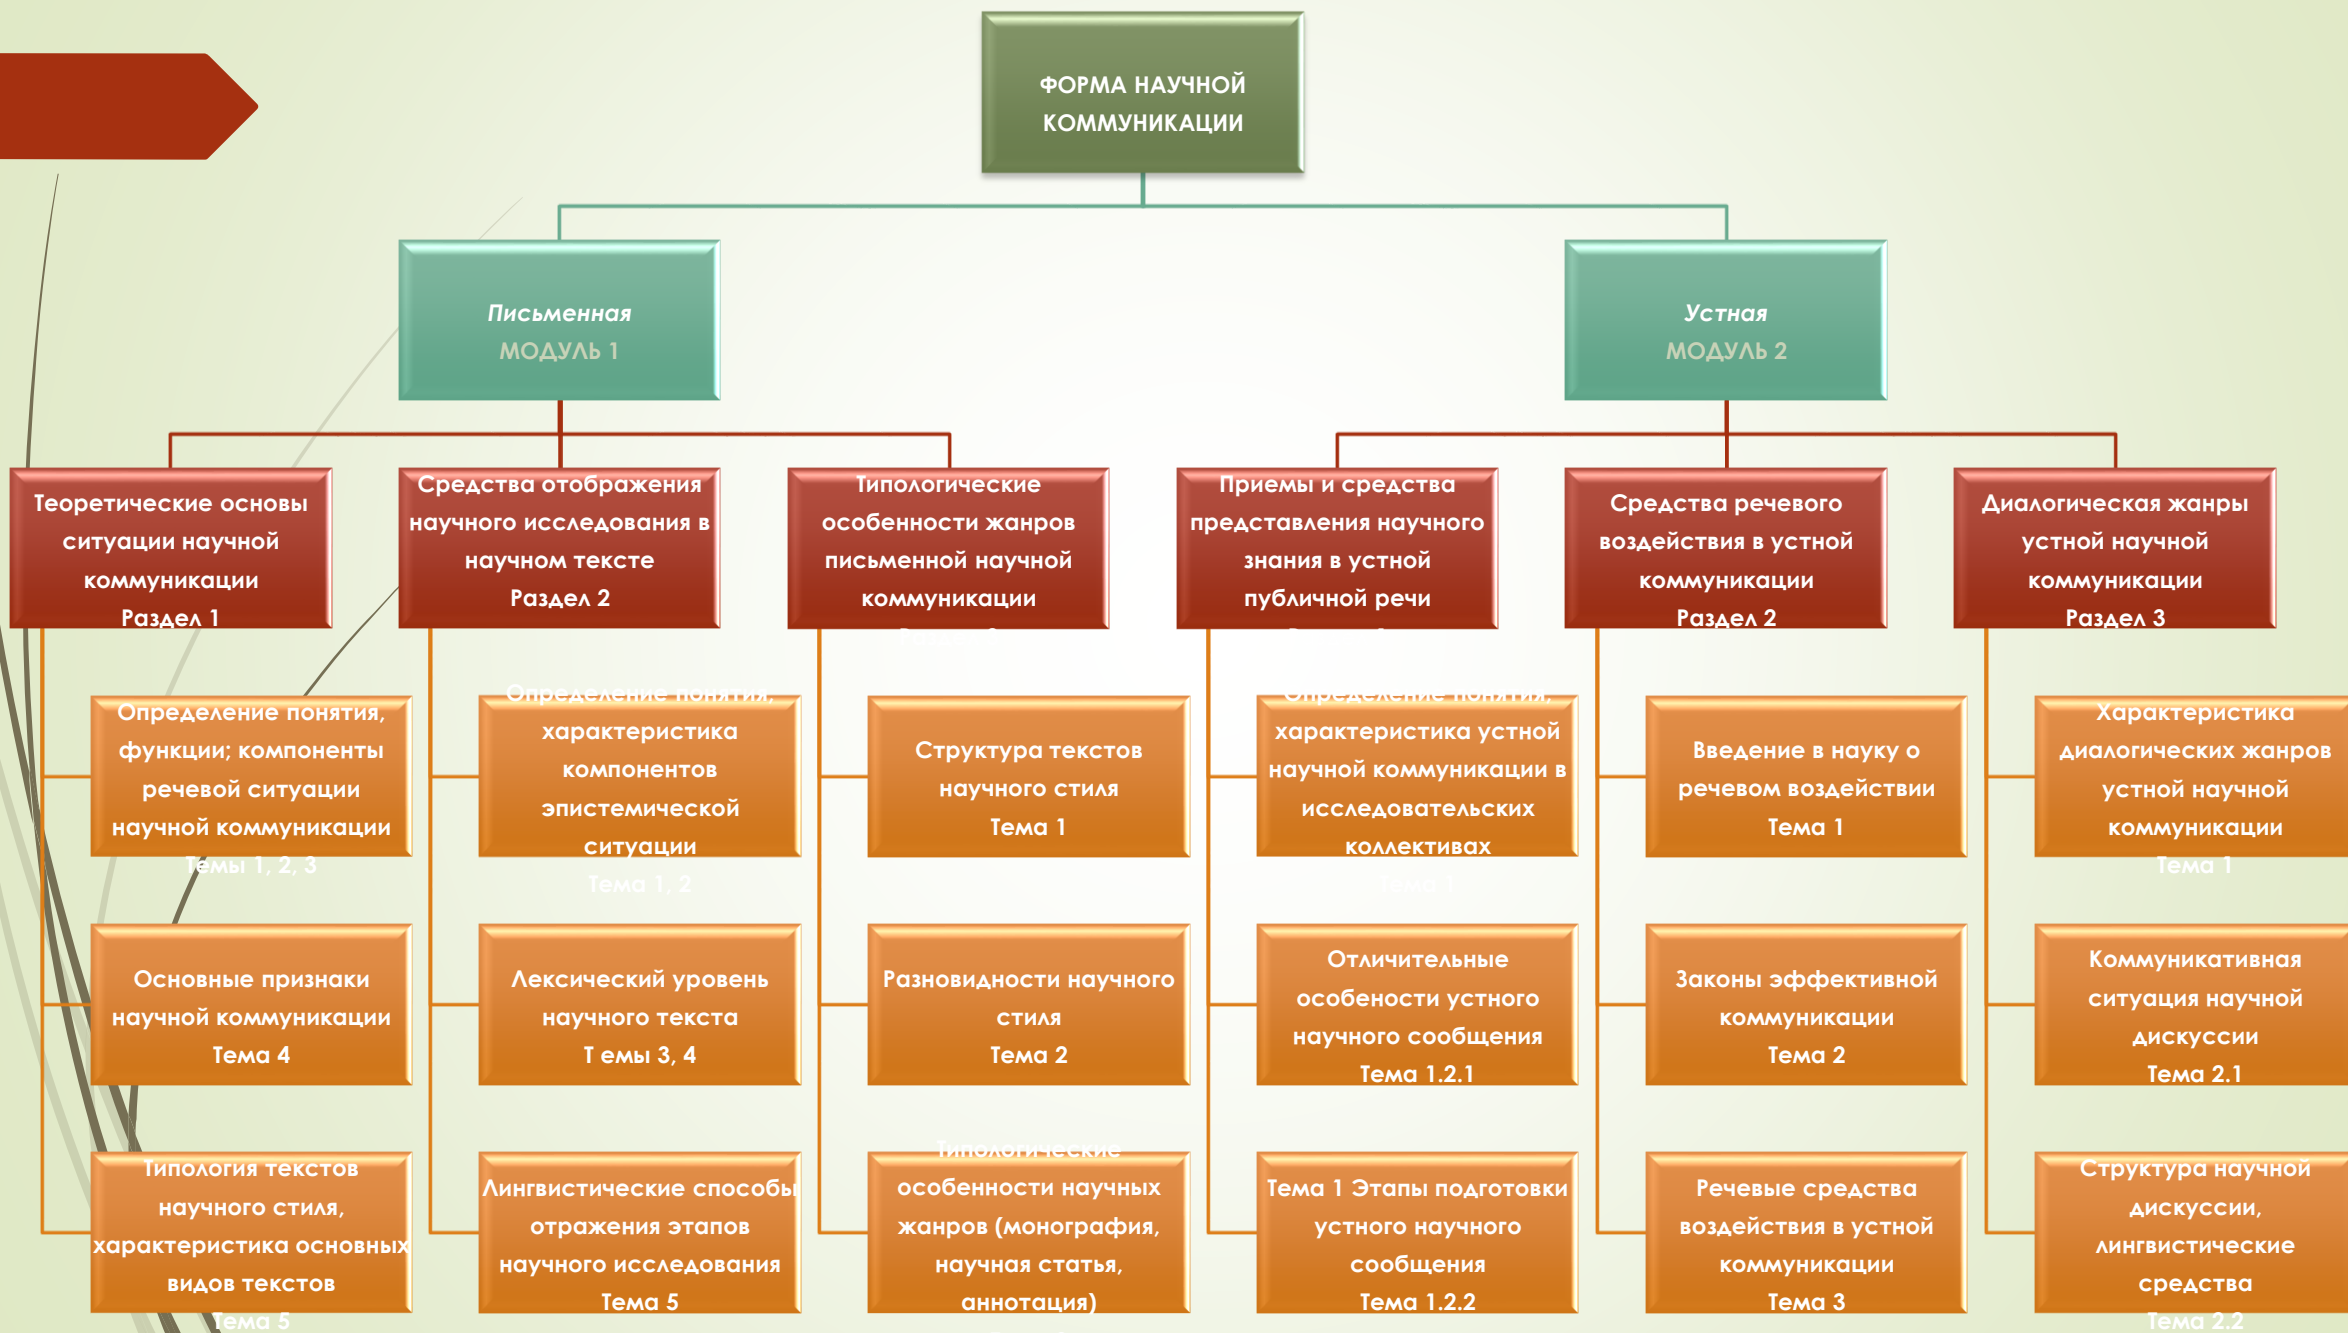 ФОРМА НАУЧНОЙ
КОММУНИКАЦИИ
Письменная
МОДУЛЬ 1
Устная
МОДУЛЬ 2
Теоретические основы
ситуации научной
коммуникации
Раздел 1
Средства отображения
научного исследования в
научном тексте
Раздел 2
Типологические
особенности жанров
письменной научной
коммуникации
Приемы и средства
представления научного
знания в устной
публичной речи
Средства речевого
воздействия в устной
коммуникации
Раздел 2
Диалогическая жанры
устной научной
коммуникации
Раздел 3
Определение понятия,
функции; компоненты
речевой ситуации
научной коммуникации
Темы 1, 2, 3
Основные признаки
научной коммуникации
Тема 4
Типология текстов
научного стиля,
характеристика основных
видов текстов
Тема 5
Определение понятия,
характеристика
компонентов
эпистемической
ситуации
Тема 1, 2
Лексический уровень
научного текста
Т емы 3, 4
Лингвистические способы
отражения этапов
научного исследования
Тема 5
Структура текстов
научного стиля
Тема 1
Разновидности научного
стиля
Тема 2
Типологические
особенности научных
жанров (монография,
научная статья,
аннотация)
Определение понятия,
характеристика устной
научной коммуникации в
исследовательских
коллективах
Тема 1
Отличительные
особености устного
научного сообщения
Тема 1.2.1
Тема 1 Этапы подготовки
устного научного
сообщения
Тема 1.2.2
Введение в науку о
речевом воздействии
Тема 1
Законы эффективной
коммуникации
Тема 2
Речевые средства
воздействия в устной
коммуникации
Тема 3
Характеристика
диалогических жанров
устной научной
коммуникации
Тема 1
Коммуникативная
ситуация научной
дискуссии
Тема 2.1
Структура научной
дискуссии,
лингвистические
средства
Тема 2.2